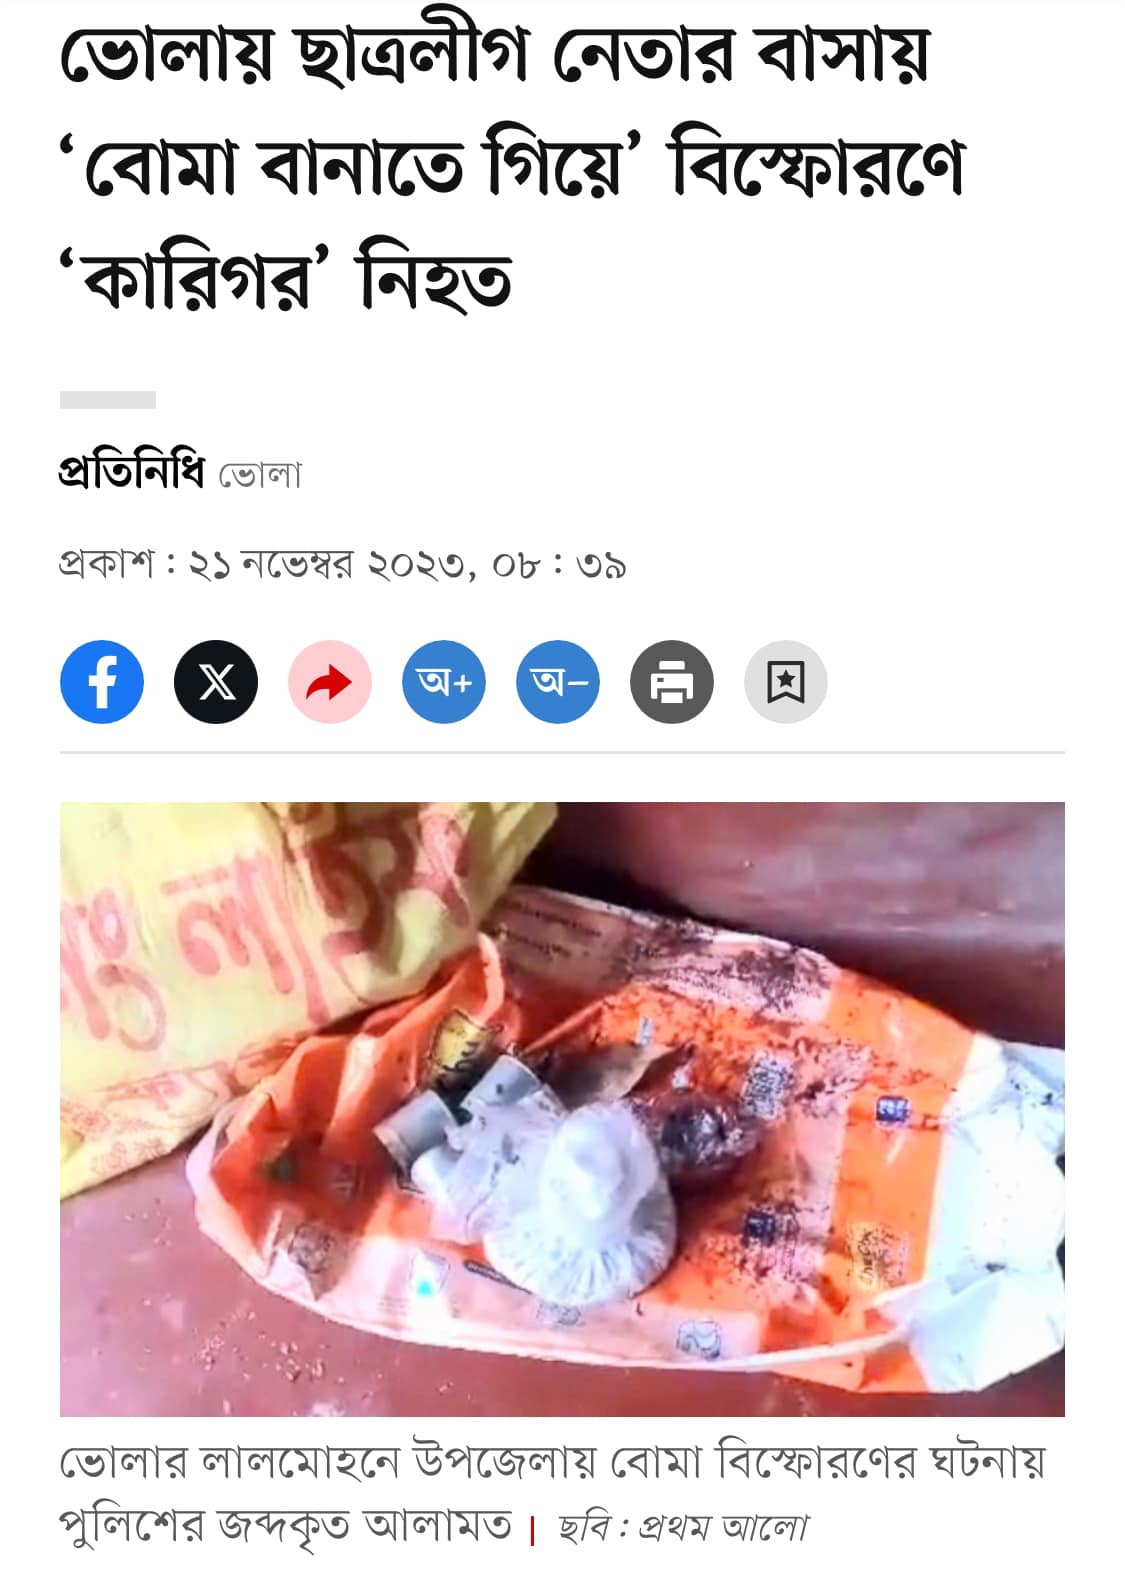 ভোলায় ছাত্রলীগ নেতার বাসায়
‘বোমা বানাতে গিয়ে’ বিস্ফোরণে
‘কারিগর’ নিহত
প্রতিনিধি ভোলা
প্রকাশ : ২১ নভেম্বর ২০২৩, ০৮ : ৩৯
অ+ অ−
ভোলার লালমোহনে উপজেলায় বোমা বিস্ফোরণের ঘটনায়
পুলিশের জব্দকৃত আলামত | ছবি : প্রথম আলো